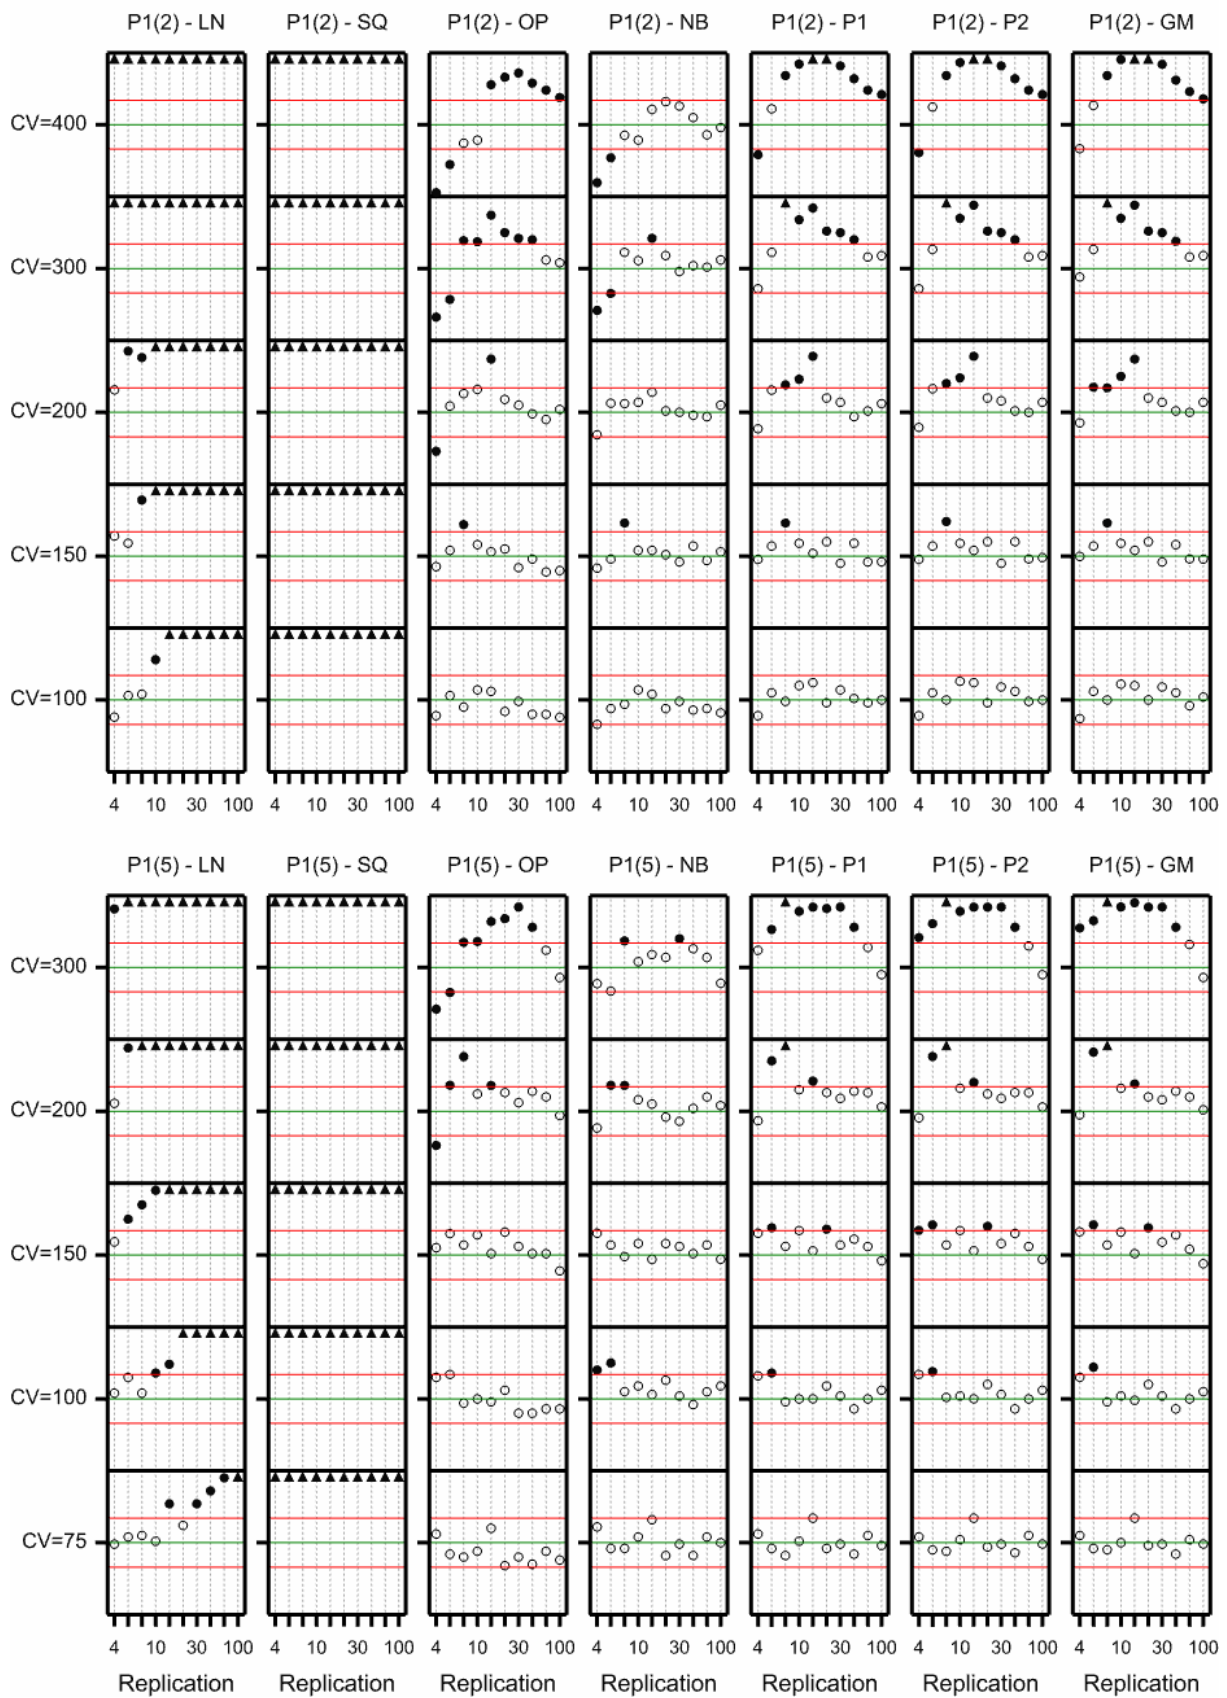 P1(2) - LN P1(2) - SQ P1(2) - OP P1(2) - NB P1(2) - P1 P1(2) - P2 P1(2) - GM
CV=400
CV=300
CV=200
CV=150
CV=100
4 10 30 100 4 10 30 100 4 10 30 100 4 10 30 100 4 10 30 100 4 10 30 100 4 10 30 100
P1(5) - LN P1(5) - SQ P1(5) - OP P1(5) - NB P1(5) - P1 P1(5) - P2 P1(5) - GM
CV=300
CV=200
CV=150
CV=100
CV=75
4 10 30 100 4 10 30 100 4 10 30 100 4 10 30 100 4 10 30 100 4 10 30 100 4 10 30 100
Replication Replication Replication Replication Replication Replication Replication